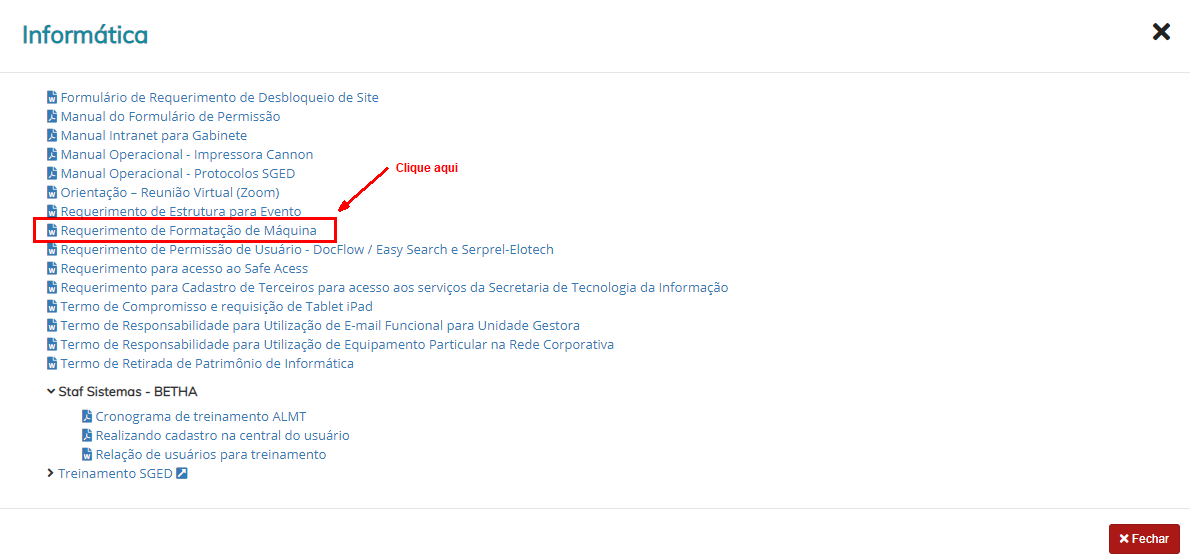 Informática
Formulário de Requerimento de Desbloqueio de Site
Manual do Formulário de Permissão
Manual Intranet para Gabinete
Manual Operacional - Impressora Cannon
Clique aqui
Manual Operacional - Protocolos SGED
Orientação – Reunião Virtual (Zoom)
Requerimento de Estrutura para Evento
Requerimento de Formatação de Máquina
Requerimento de Permissão de Usuário - DocFlow / Easy Search e Serprel-Elotech
Requerimento para acesso ao Safe Acess
Requerimento para Cadastro de Terceiros para acesso aos serviços da Secretaria de Tecnologia da Informação
Termo de Compromisso e requisição de Tablet iPad
Termo de Responsabilidade para Utilização de E-mail Funcional para Unidade Gestora
Termo de Responsabilidade para Utilização de Equipamento Particular na Rede Corporativa
Termo de Retirada de Patrimônio de Informática
Staf Sistemas - BETHA
Cronograma de treinamento ALMT
Realizando cadastro na central do usuário
Relação de usuários para treinamento
Treinamento SGED
Fechar